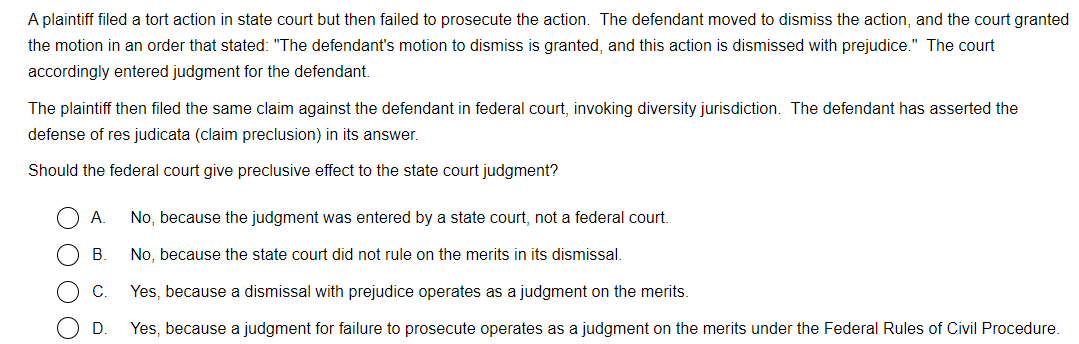 A plaintiff filed a tort action in state court but then failed to prosecute the action.  The defendant moved to dismiss the action, and the court granted
the motion in an order that stated: "The defendant's motion to dismiss is granted, and this action is dismissed with prejudice."  The court
accordingly entered judgment for the defendant.
The plaintiff then filed the same claim against the defendant in federal court, invoking diversity jurisdiction.  The defendant has asserted the
defense of res judicata (claim preclusion) in its answer.
Should the federal court give preclusive effect to the state court judgment?
A. No, because the judgment was entered by a state court, not a federal court.
B. No, because the state court did not rule on the merits in its dismissal.
C. Yes, because a dismissal with prejudice operates as a judgment on the merits.
D. Yes, because a judgment for failure to prosecute operates as a judgment on the merits under the Federal Rules of Civil Procedure.